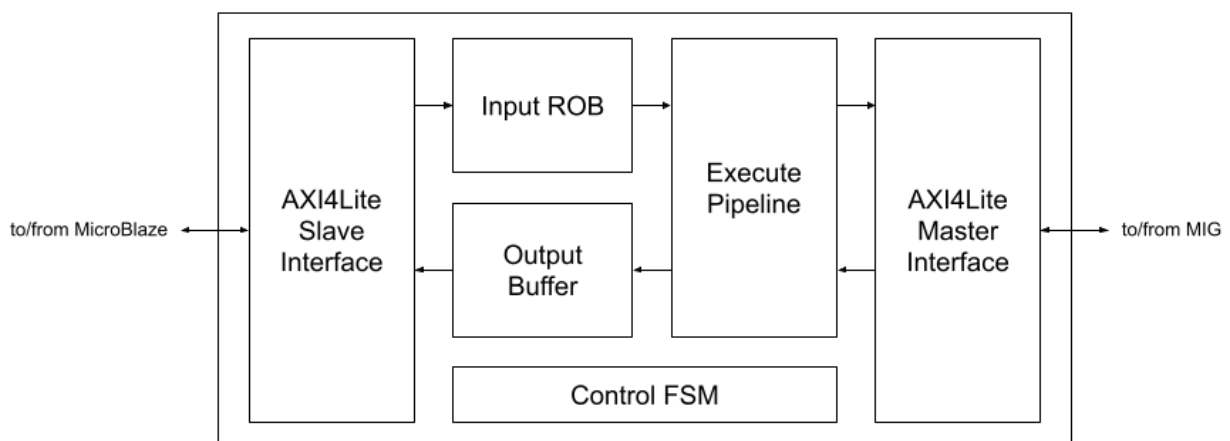 to/from MicroBlaze
AXI4Lite
Slave
Interface
Input ROB
Output
Buffer
Execute
Pipeline
Control FSM
AXI4Lite
Master
Interface
to/from MIG